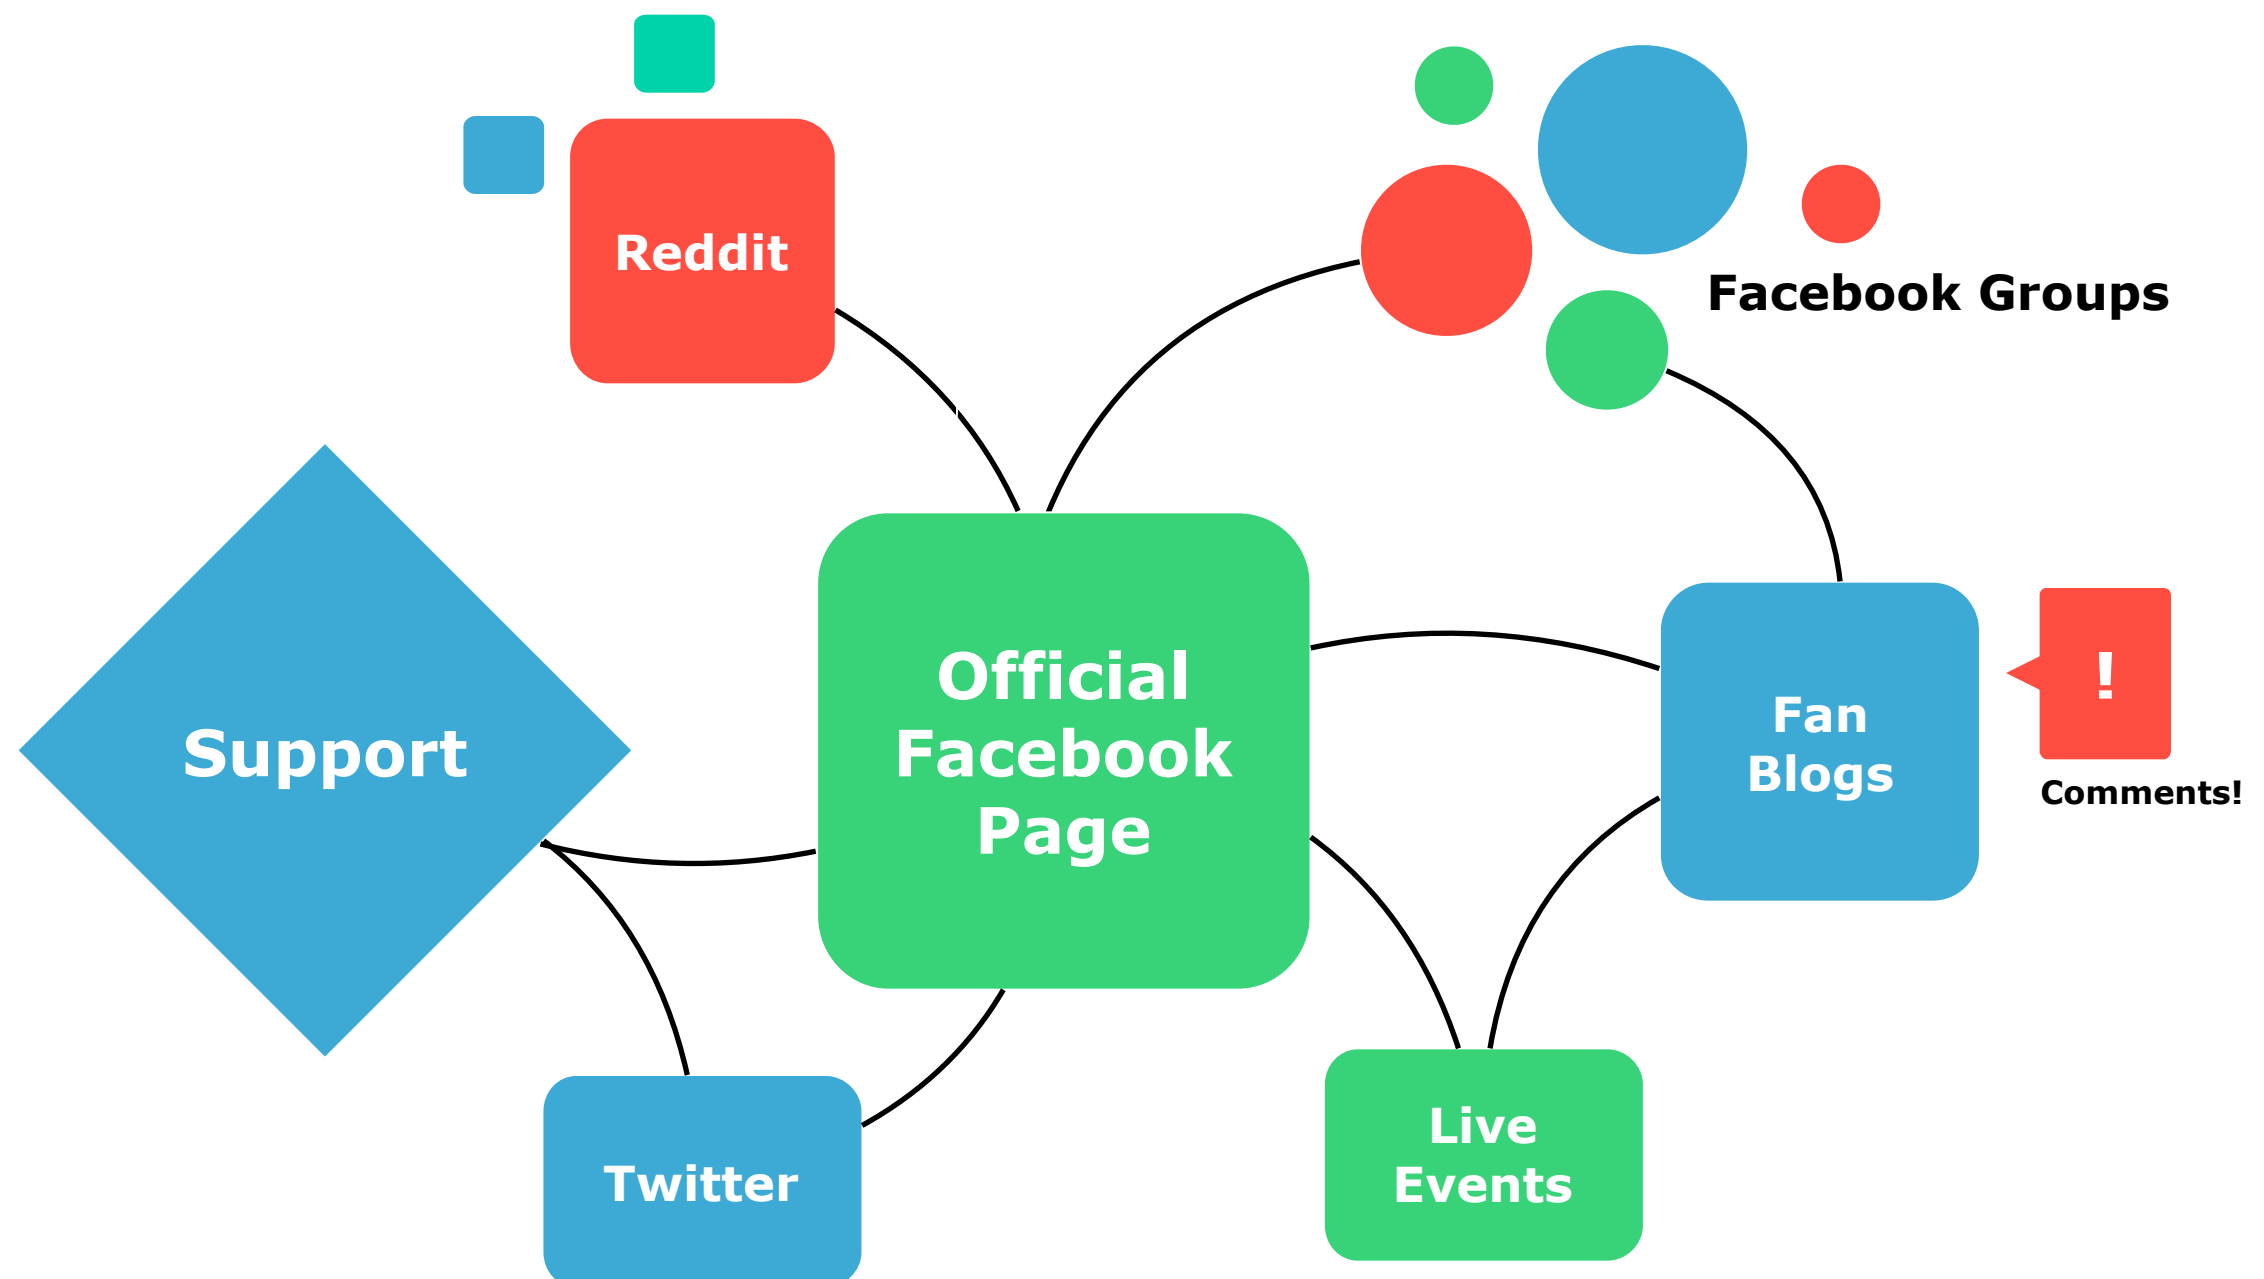 Reddit
Facebook Groups
Support
Official
Facebook
Page
Fan
Blogs
!
Comments!
Twitter
Live
Events